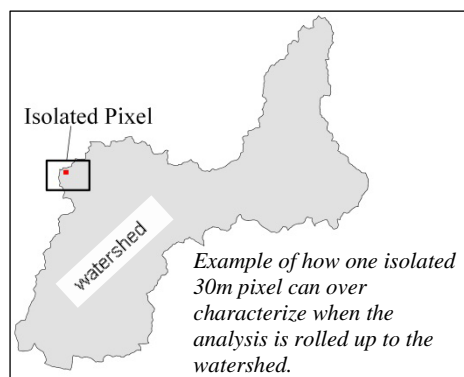 Isolated Pixel
watershed
Example of how one isolated
30m pixel can over
characterize when the
analysis is rolled up to the
watershed.